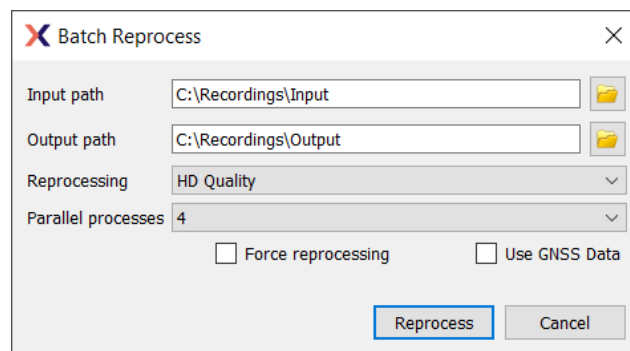 Batch Reprocess
Input path C:\Recordings\Input
Output path C:\Recordings\Output
Reprocessing HD Quality
Parallel processes 4
Force reprocessing Use GNSS Data
Reprocess Cancel